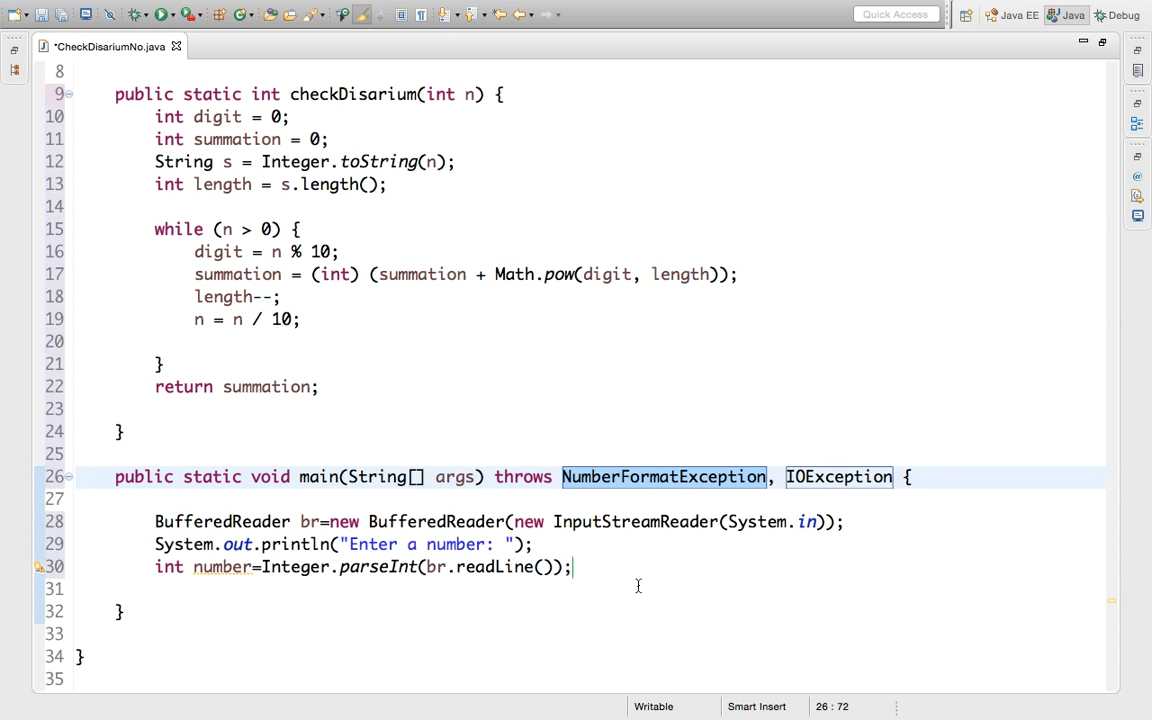 Quick Access
Java EE
Java
Debug
*CheckDisariumNo.java
8
9 public static int checkDisarium(int n) {
10 int digit = 0;
11 int summation = 0;
12 String s = Integer.toString(n);
13 int length = s.length();
14
15 while (n > 0) {
16 digit = n % 10;
17 summation = (int) (summation + Math.pow(digit, length));
18 length--;
19 n = n / 10;
20
21 }
22 return summation;
23
24 }
25
26 public static void main(String[] args) throws NumberFormatException, IOException {
27
28 BufferedReader br=new BufferedReader(new InputStreamReader(System.in));
29 System.out.println("Enter a number: ");
30 int number=Integer.parseInt(br.readLine());
31
32 }
33
34 }
35
Writable
Smart Insert
26 : 72